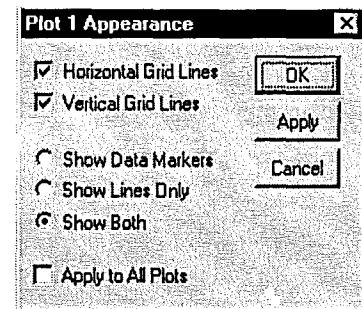 Plot 1 Appearance
Horizontal Grid Lines
Vertical Grid Lines
Show Data Markers
Show Lines Only
Show Both
Apply to All Plots
OK
Apply
Cancel